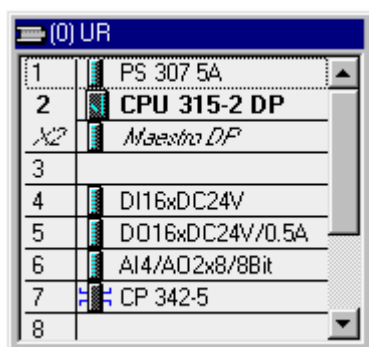 (0) UR
1 PS 307 5A
2 CPU 315-2 DP
X2 Maestro DP
3
4 DI16xDC24V
5 DO16xDC24V/0.5A
6 AI4/AO2x8/8Bit
7 CP 342-5
8